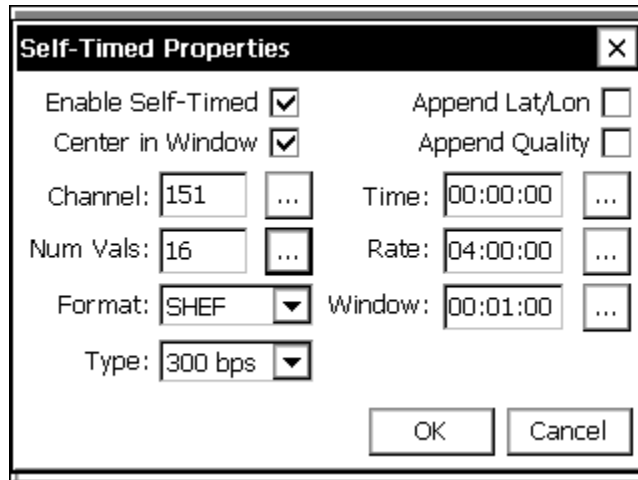 Self-Timed Properties
Enable Self-Timed Append Lat/Lon
Center in Window Append Quality
Channel: 151 ... Time: 00:00:00 ...
Num Vals: 16 ... Rate: 04:00:00 ...
Format: SHEF Window: 00:01:00 ...
Type: 300 bps
OK Cancel